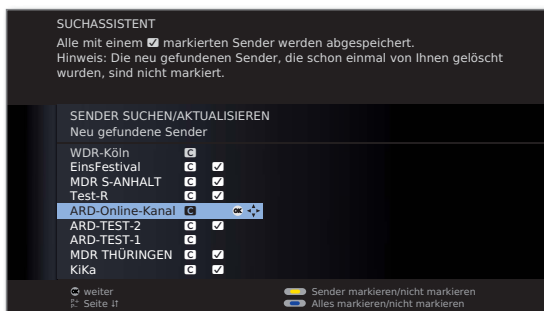 SUCHASSISTENT
Alle mit einem ✓ markierten Sender werden abgespeichert.
Hinweis: Die neu gefundenen Sender, die schon einmal von Ihnen gelöscht
wurden, sind nicht markiert.
SENDER SUCHEN/AKTUALISIEREN
Neu gefundene Sender
WDR-Köln C
EinsFestival C ✓
MDR S-ANHALT C ✓
Test-R C ✓
ARD-Online-Kanal C OK
ARD-TEST-2 C ✓
ARD-TEST-1 C
MDR THÜRINGEN C ✓
KiKa C ✓
OK weiter
P+ P- Seite ↓↑
Sender markieren/nicht markieren
Alles markieren/nicht markieren